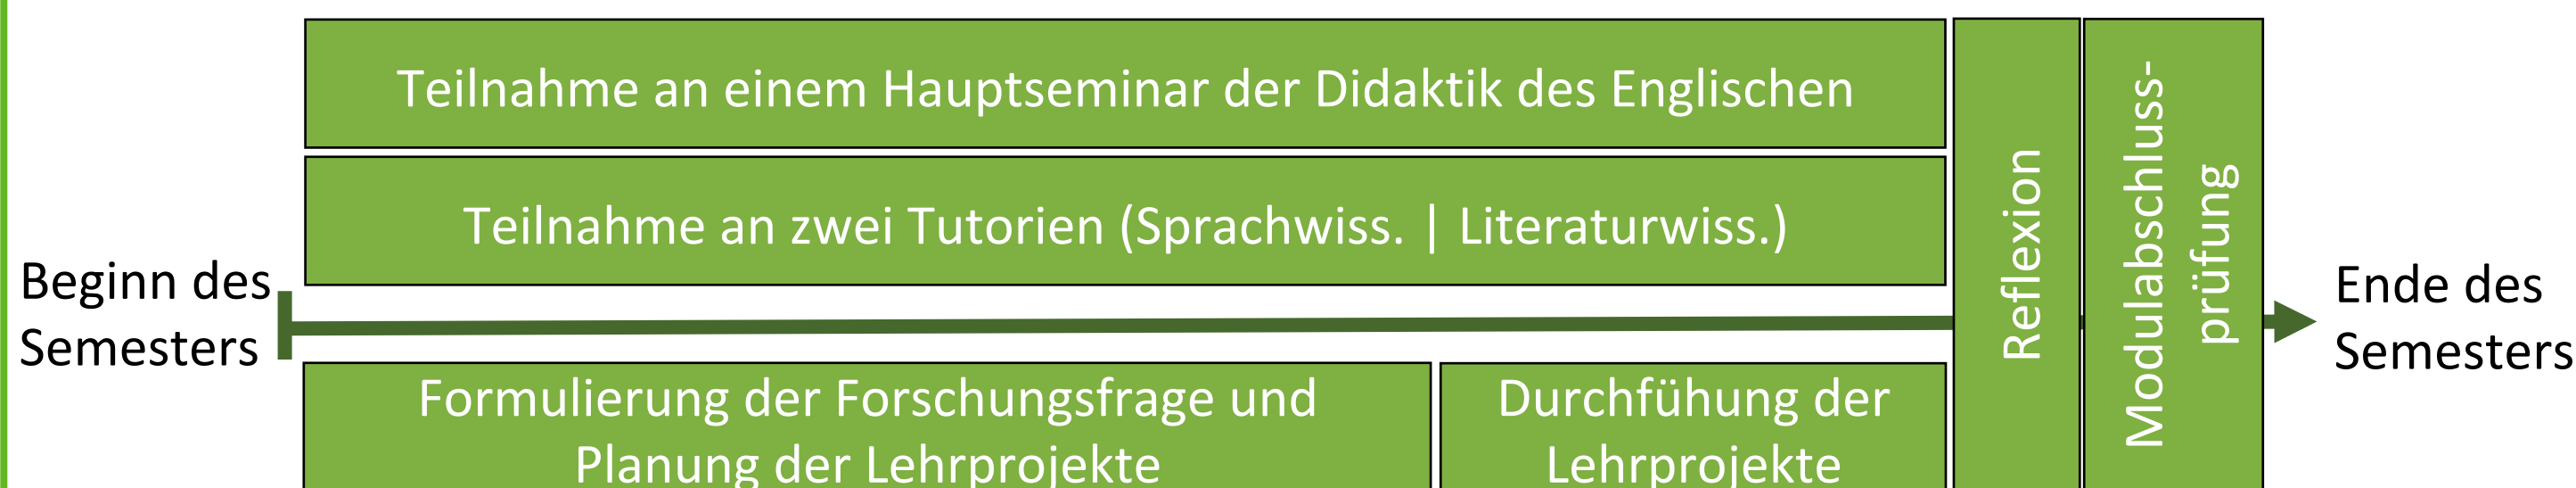 Teilnahme an einem Hauptseminar der Didaktik des Englischen
Teilnahme an zwei Tutorien (Sprachwiss. | Literaturwiss.)
Beginn des
Semesters
Formulierung der Forschungsfrage und
Planung der Lehrprojekte
Durchfühung der
Lehrprojekte
Reflexion
Modulabschluss-
prüfung
Ende des
Semesters